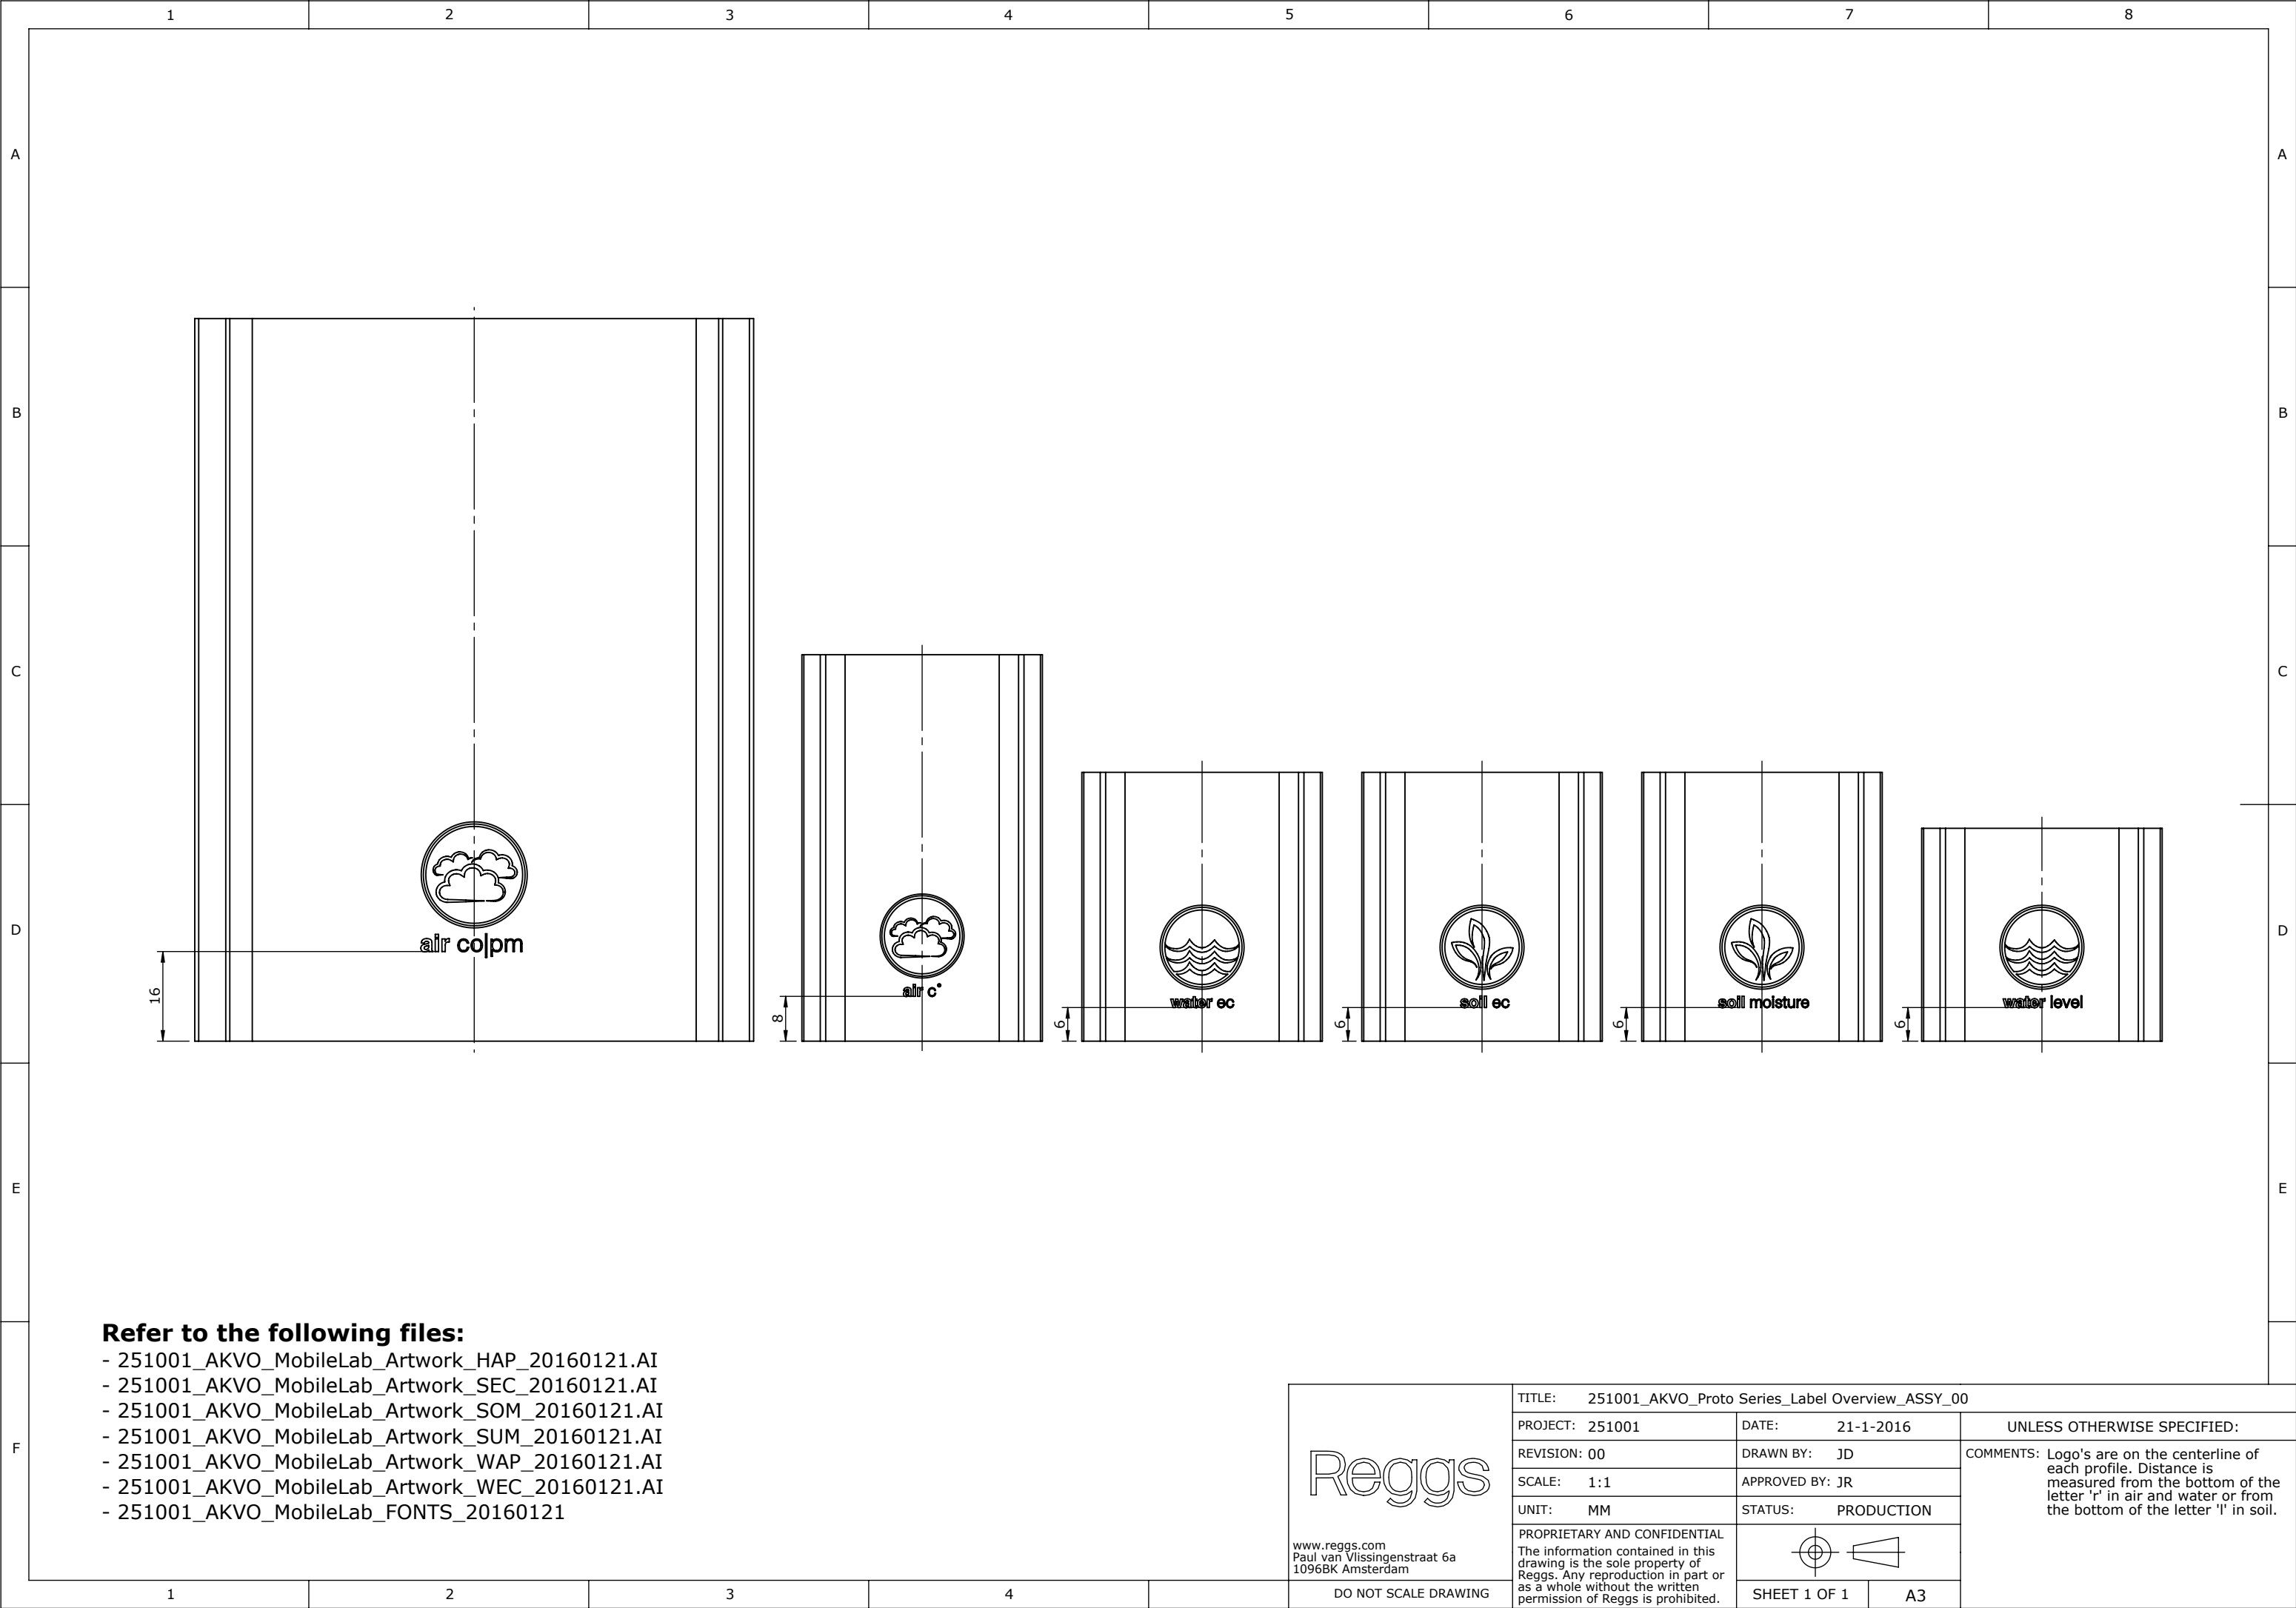 1 2 3 4 5 6 7 8
A A
B B
C C
D D
E E
F
air co|pm
16
air c°
8
water ec
6
soil ec
6
soil moisture
6
water level
6
Refer to the following files:
- 251001_AKVO_MobileLab_Artwork_HAP_20160121.AI
- 251001_AKVO_MobileLab_Artwork_SEC_20160121.AI
- 251001_AKVO_MobileLab_Artwork_SOM_20160121.AI
- 251001_AKVO_MobileLab_Artwork_SUM_20160121.AI
- 251001_AKVO_MobileLab_Artwork_WAP_20160121.AI
- 251001_AKVO_MobileLab_Artwork_WEC_20160121.AI
- 251001_AKVO_MobileLab_FONTS_20160121
Reggs
www.reggs.com
Paul van Vlissingenstraat 6a
1096BK Amsterdam
DO NOT SCALE DRAWING
TITLE: 251001_AKVO_Proto Series_Label Overview_ASSY_00
PROJECT: 251001
DATE: 21-1-2016
REVISION: 00
DRAWN BY: JD
SCALE: 1:1
APPROVED BY: JR
UNIT: MM
STATUS: PRODUCTION
PROPRIETARY AND CONFIDENTIAL
The information contained in this
drawing is the sole property of
Reggs. Any reproduction in part or
as a whole without the written
permission of Reggs is prohibited.
SHEET 1 OF 1
A3
UNLESS OTHERWISE SPECIFIED:
COMMENTS: Logo's are on the centerline of
each profile. Distance is
measured from the bottom of the
letter 'r' in air and water or from
the bottom of the letter 'l' in soil.
1 2 3 4